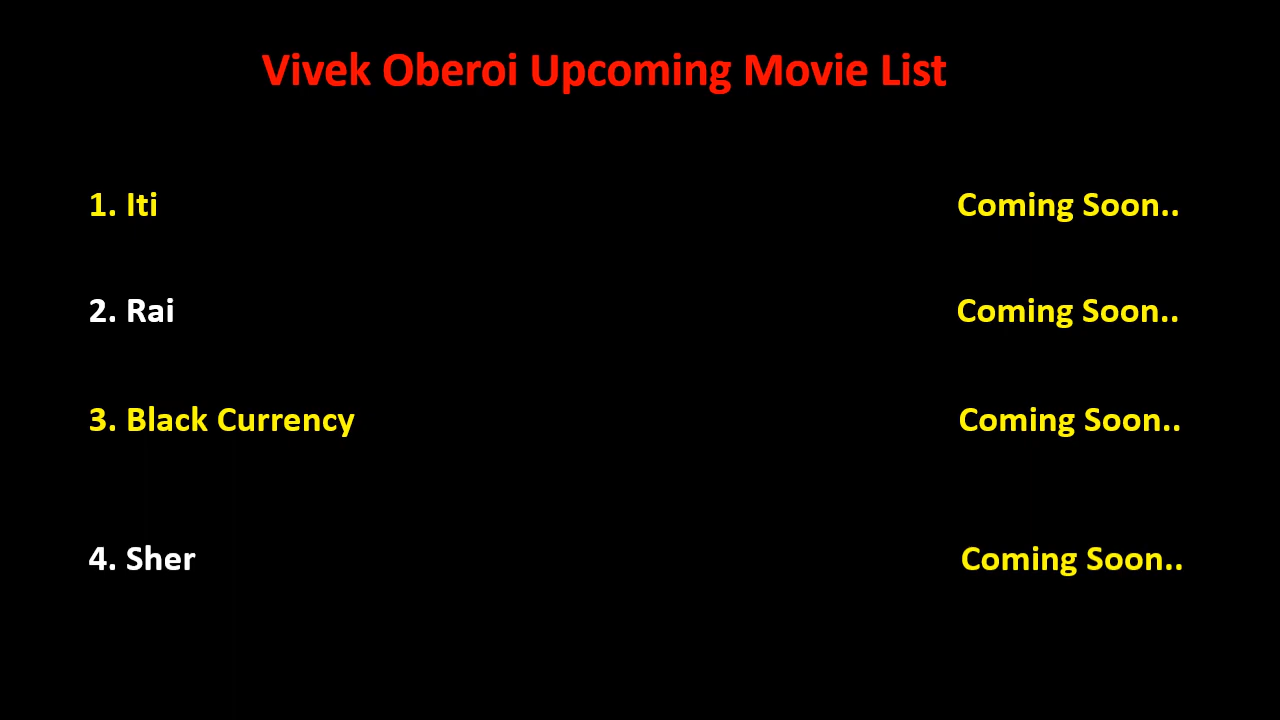 Vivek Oberoi Upcoming Movie List
1. Iti Coming Soon..
2. Rai Coming Soon..
3. Black Currency Coming Soon..
4. Sher Coming Soon..